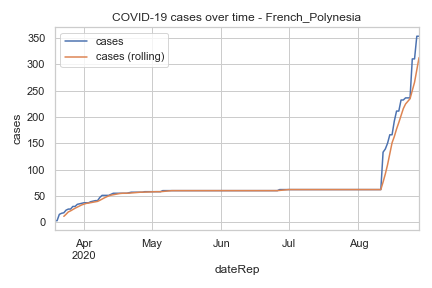 COVID-19 cases over time - French_Polynesia
cases
cases (rolling)
cases
350
300
250
200
150
100
50
0
Apr May Jun Jul Aug
2020
dateRep